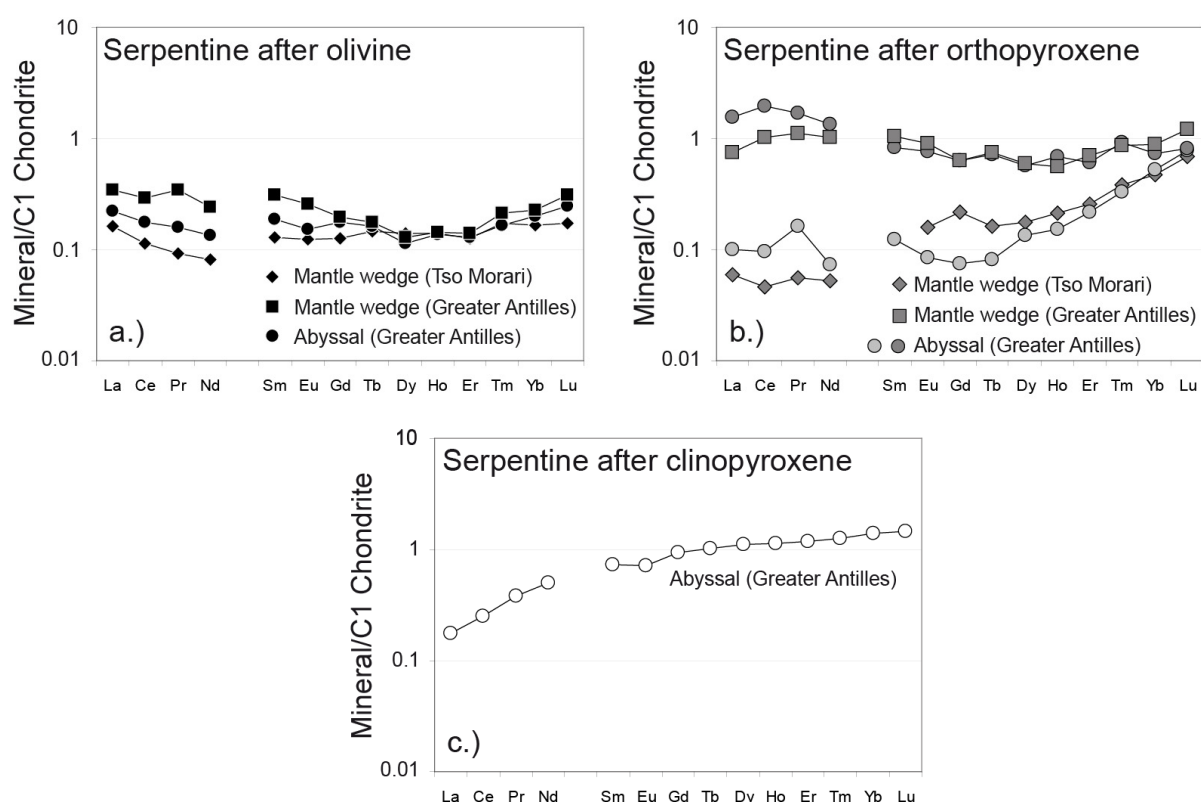 Serpentine after olivine
Mineral/C1 Chondrite
10
1
0.1
0.01
Mantle wedge (Tso Morari)
Mantle wedge (Greater Antilles)
Abyssal (Greater Antilles)
a.)
La Ce Pr Nd Sm Eu Gd Tb Dy Ho Er Tm Yb Lu
Serpentine after orthopyroxene
Mineral/C1 Chondrite
10
1
0.1
0.01
Mantle wedge (Tso Morari)
Mantle wedge (Greater Antilles)
Abyssal (Greater Antilles)
b.)
La Ce Pr Nd Sm Eu Gd Tb Dy Ho Er Tm Yb Lu
Serpentine after clinopyroxene
Mineral/C1 Chondrite
10
1
0.1
0.01
Abyssal (Greater Antilles)
c.)
La Ce Pr Nd Sm Eu Gd Tb Dy Ho Er Tm Yb Lu